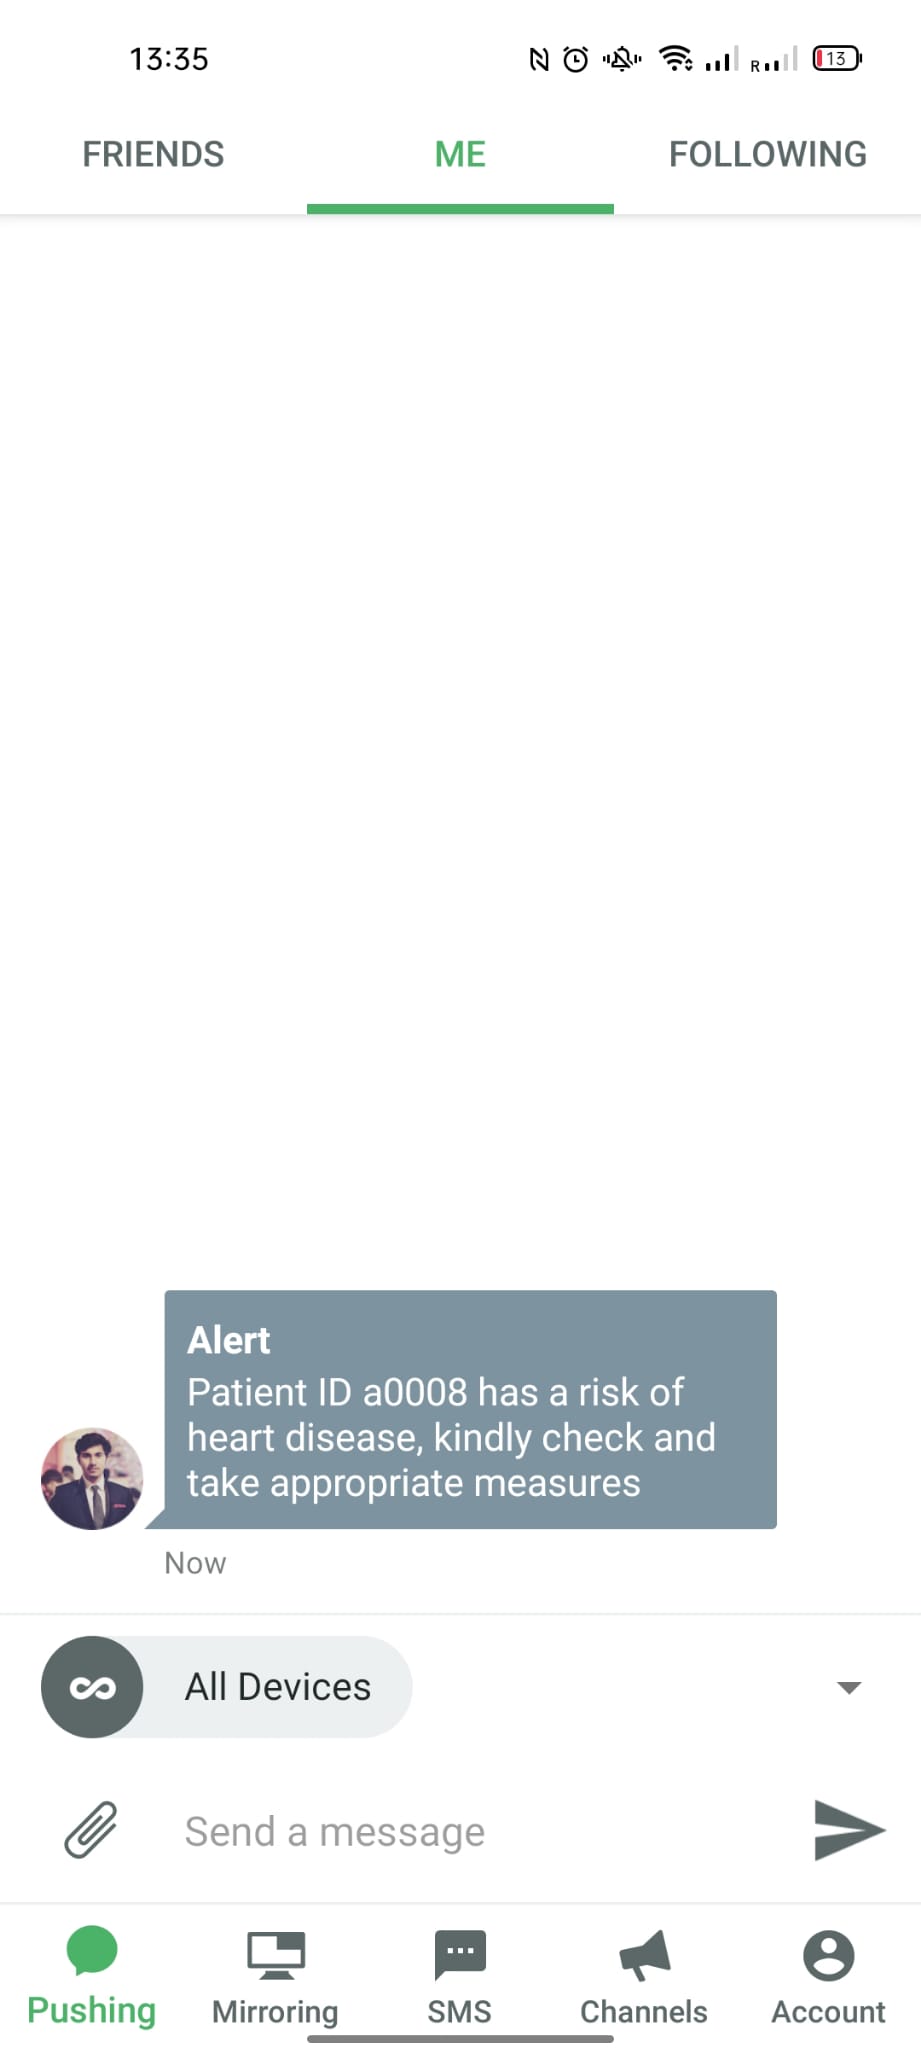 13:35
R
13
FRIENDS ME FOLLOWING
Alert
Patient ID a0008 has a risk of
heart disease, kindly check and
take appropriate measures
Now
All Devices
Send a message
Pushing Mirroring SMS Channels Account